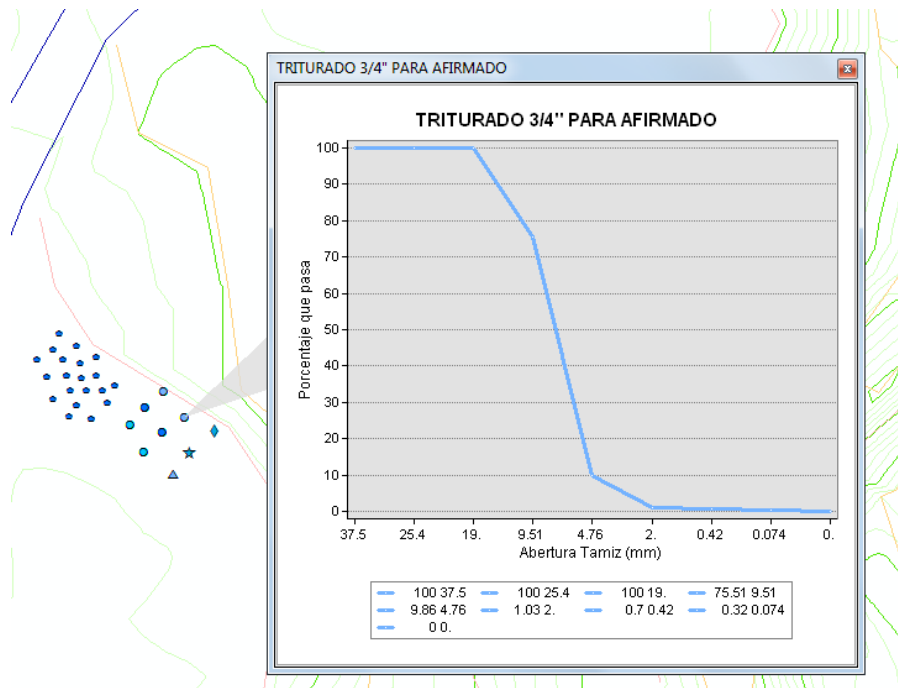 TRITURADO 3/4" PARA AFIRMADO
x
TRITURADO 3/4" PARA AFIRMADO
Porcentaje que pasa
100
90
80
70
60
50
40
30
20
10
0
37.5 25.4 19. 9.51 4.76 2. 0.42 0.074 0.
Abertura Tamiz (mm)
100 37.5 100 25.4 100 19. 75.51 9.51
9.86 4.76 1.03 2. 0.7 0.42 0.32 0.074
0 0.